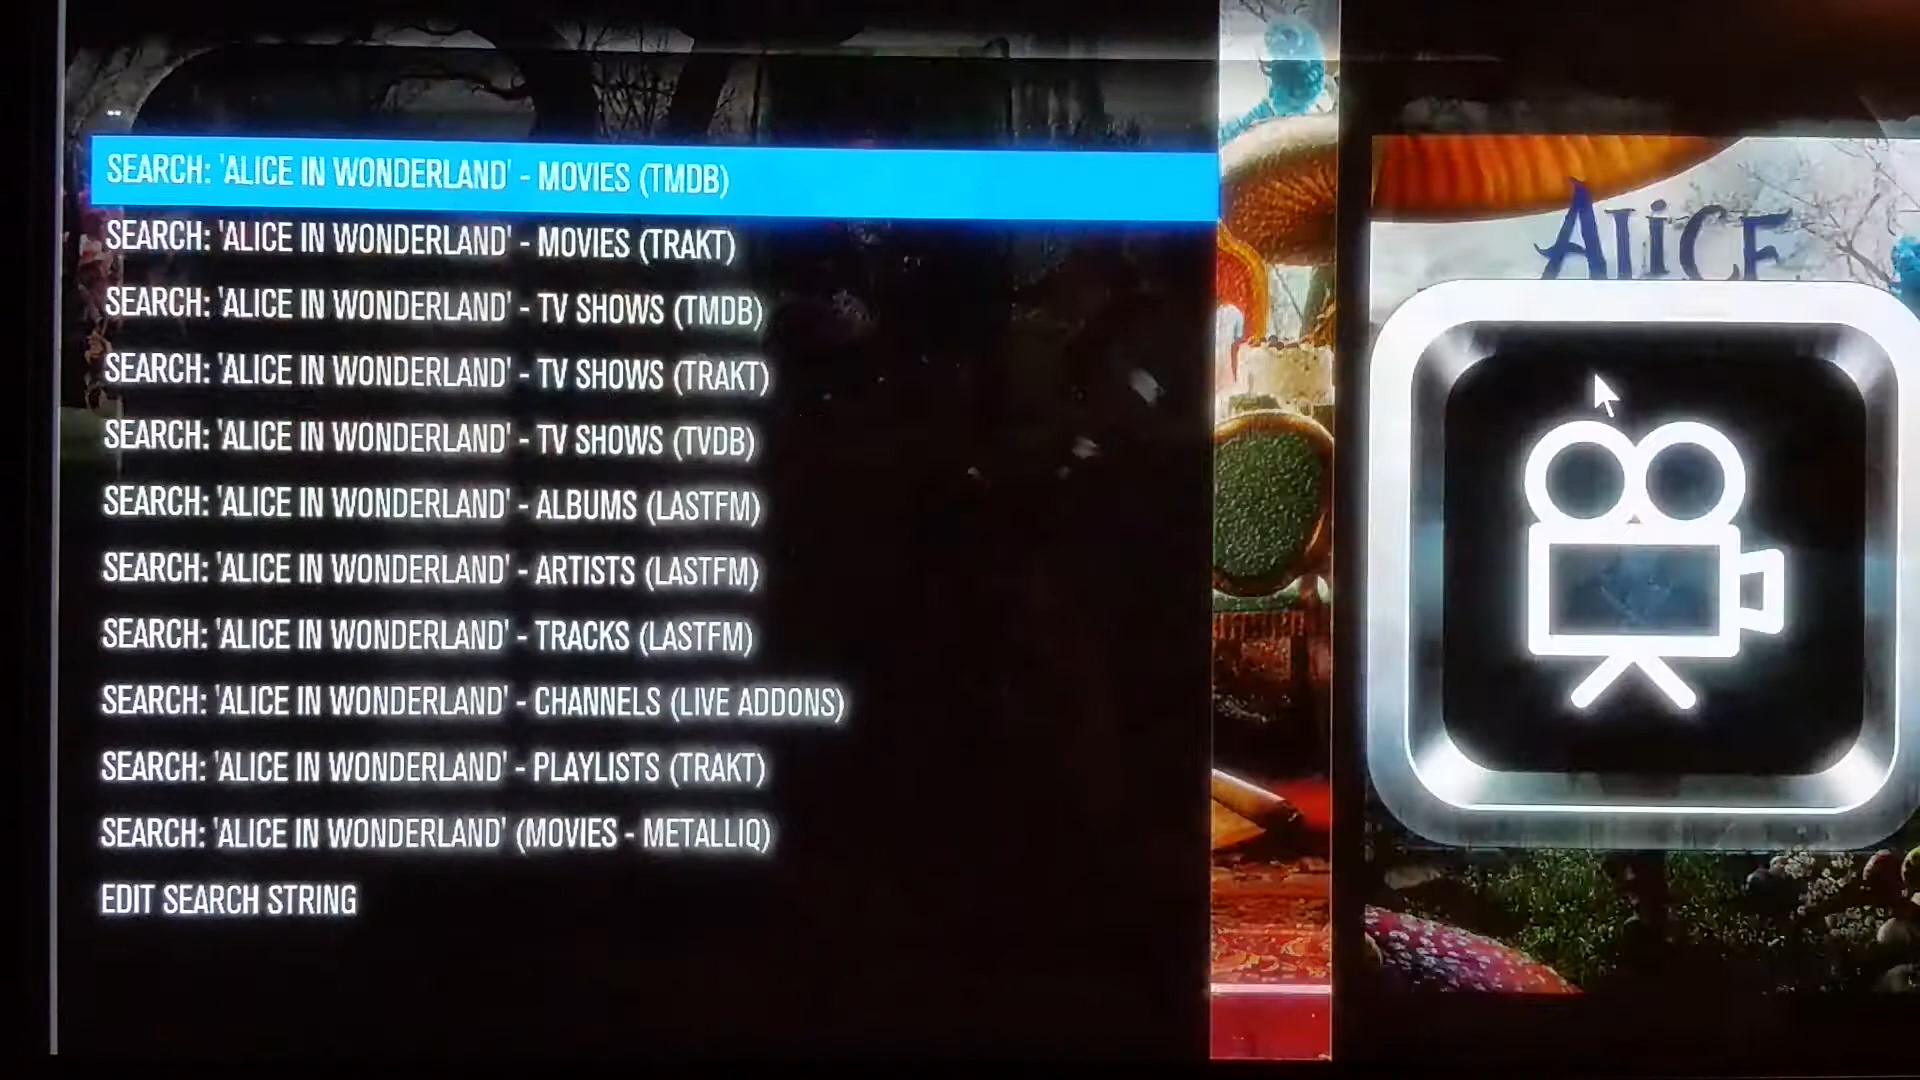 ..
SEARCH: 'ALICE IN WONDERLAND' - MOVIES (TMDB)
SEARCH: 'ALICE IN WONDERLAND' - MOVIES (TRAKT)
SEARCH: 'ALICE IN WONDERLAND' - TV SHOWS (TMDB)
SEARCH: 'ALICE IN WONDERLAND' - TV SHOWS (TRAKT)
SEARCH: 'ALICE IN WONDERLAND' - TV SHOWS (TVDB)
SEARCH: 'ALICE IN WONDERLAND' - ALBUMS (LASTFM)
SEARCH: 'ALICE IN WONDERLAND' - ARTISTS (LASTFM)
SEARCH: 'ALICE IN WONDERLAND' - TRACKS (LASTFM)
SEARCH: 'ALICE IN WONDERLAND' - CHANNELS (LIVE ADDONS)
SEARCH: 'ALICE IN WONDERLAND' - PLAYLISTS (TRAKT)
SEARCH: 'ALICE IN WONDERLAND' (MOVIES - METALLIQ)
EDIT SEARCH STRING
ALiCE